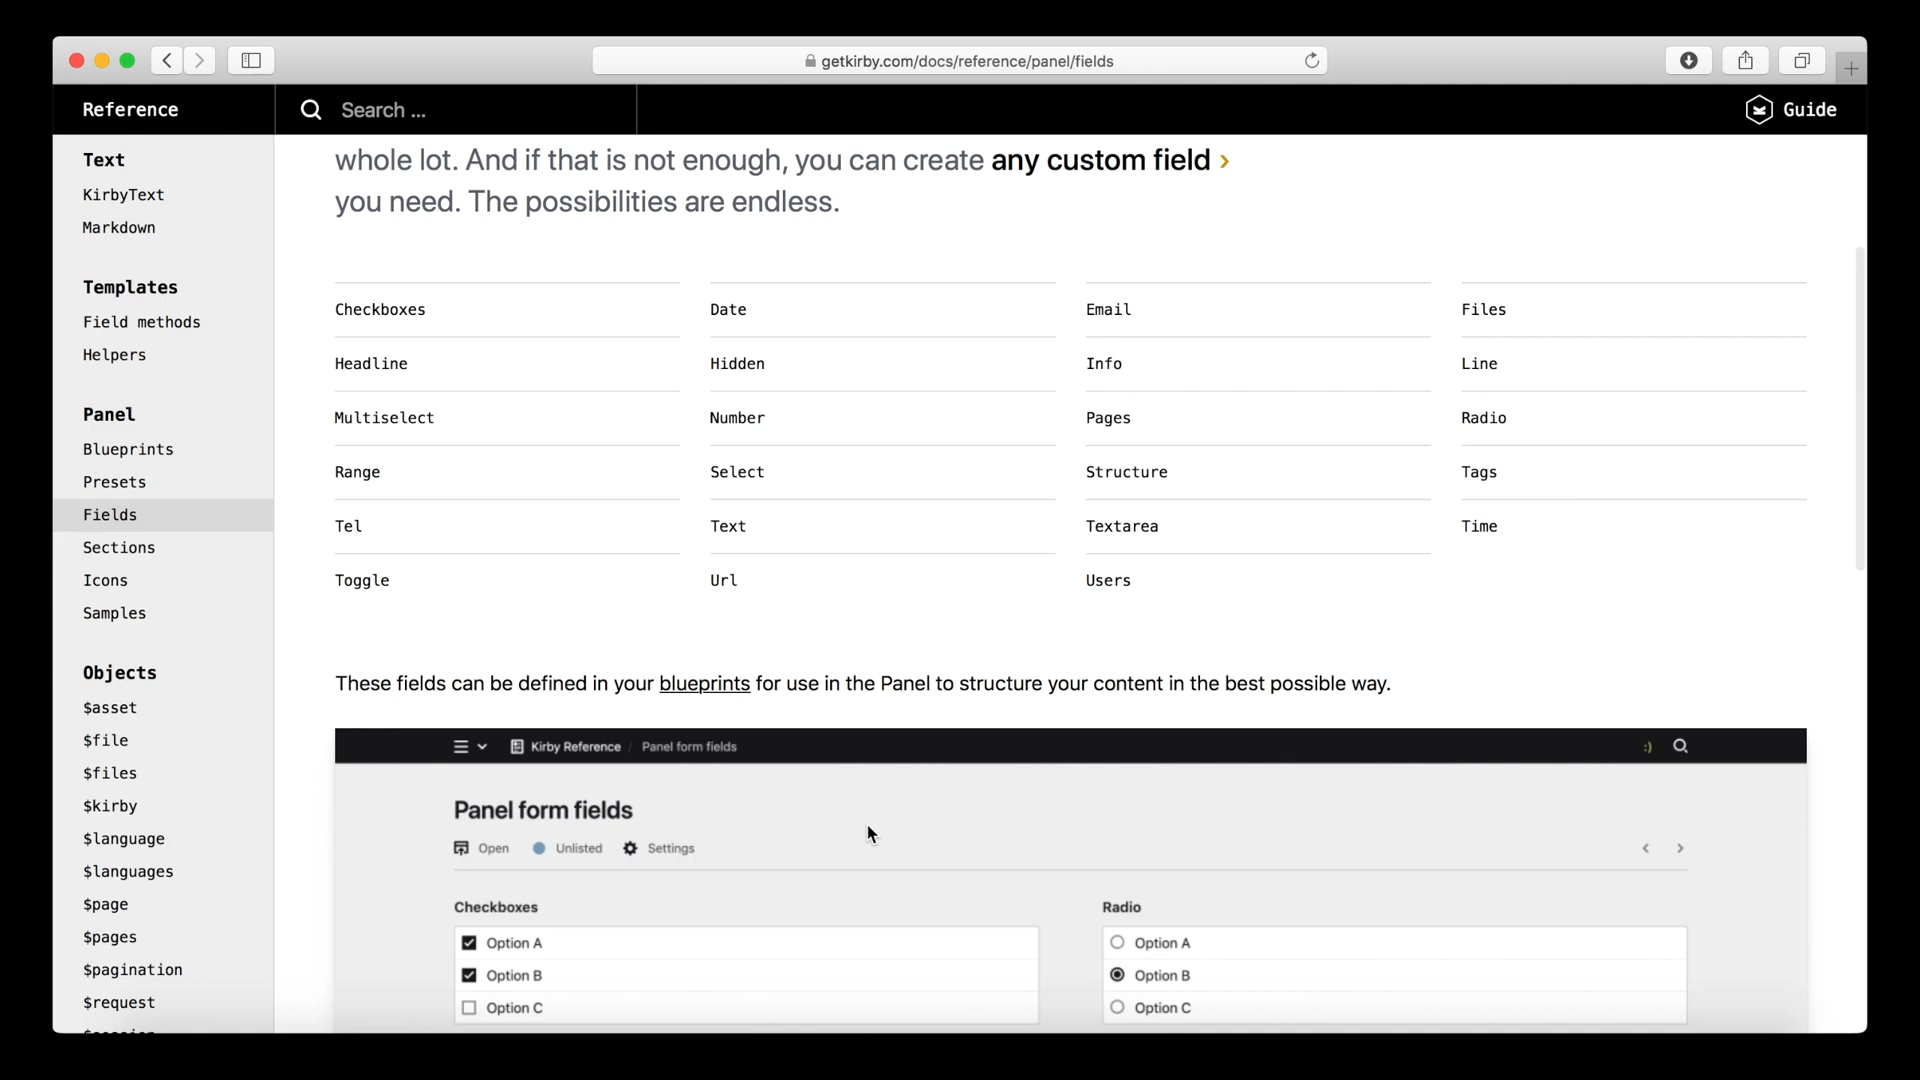 getkirby.com/docs/reference/panel/fields
Reference
Search ...
Guide
Text
KirbyText
Markdown
Templates
Field methods
Helpers
Panel
Blueprints
Presets
Fields
Sections
Icons
Samples
Objects
$asset
$file
$files
$kirby
$language
$languages
$page
$pages
$pagination
$request
whole lot. And if that is not enough, you can create any custom field ›
you need. The possibilities are endless.
Checkboxes Date Email Files
Headline Hidden Info Line
Multiselect Number Pages Radio
Range Select Structure Tags
Tel Text Textarea Time
Toggle Url Users
These fields can be defined in your blueprints for use in the Panel to structure your content in the best possible way.
Kirby Reference / Panel form fields :)
Panel form fields
Open Unlisted Settings
Checkboxes
Option A
Option B
Option C
Radio
Option A
Option B
Option C